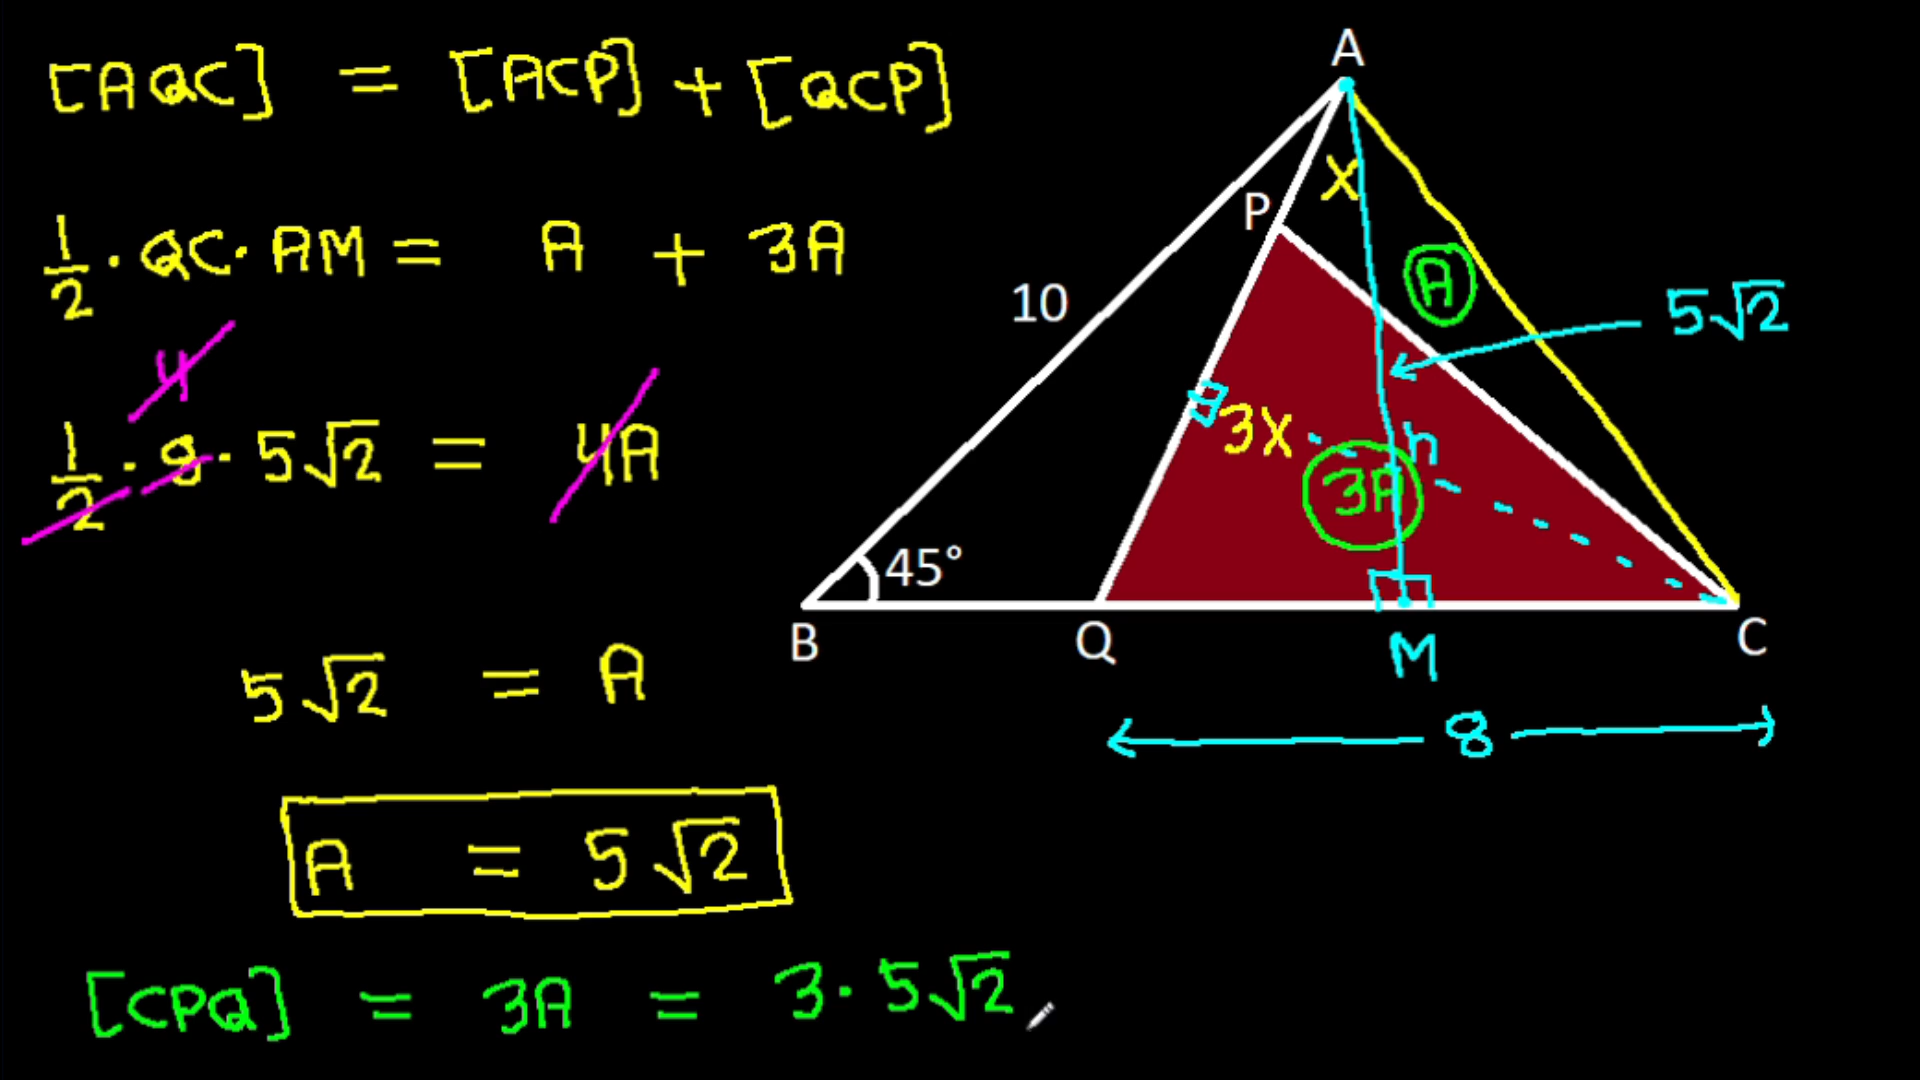 [AQC] = [ACP] + [QCP]
1/2 · QC · AM = A + 3A
4
1/2 · 8 · 5√2 = 4A
5√2 = A
A = 5√2
[CPQ] = 3A = 3 · 5√2
A
X
P
A
10
5√2
3X
h
3A
45°
B
Q
M
C
8